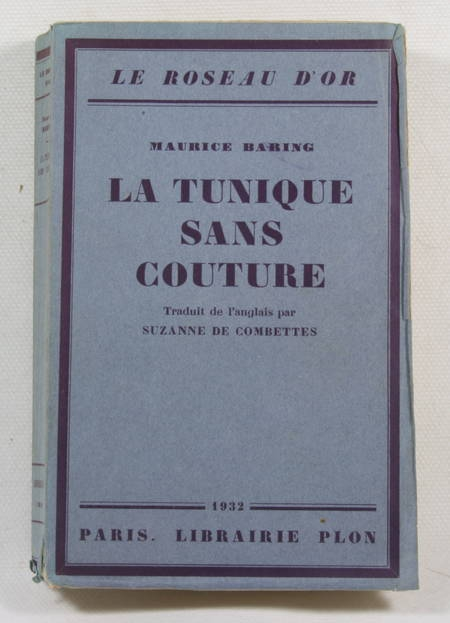 LE ROSEAU D'OR
MAURICE BARING
LA TUNIQUE
SANS
COUTURE
Traduit de l'anglais par
SUZANNE DE COMBETTES
1932
PARIS. LIBRAIRIE PLON